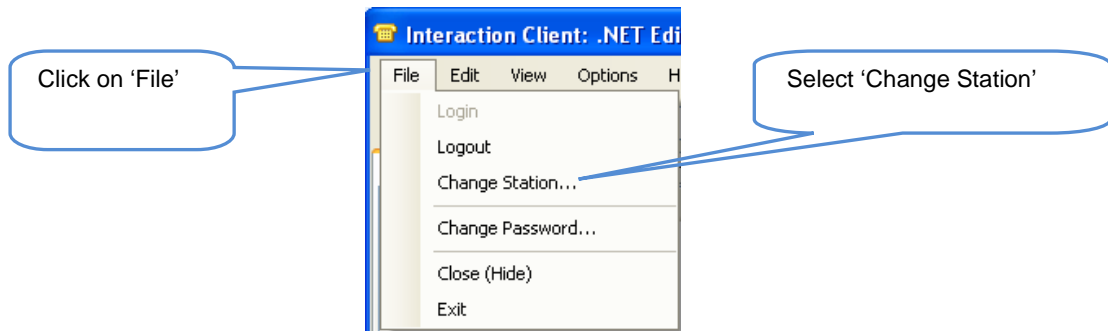 Interaction Client: .NET Edi
Click on ‘File’
File Edit View Options H
Select ‘Change Station’
Login
Logout
Change Station...
Change Password...
Close (Hide)
Exit